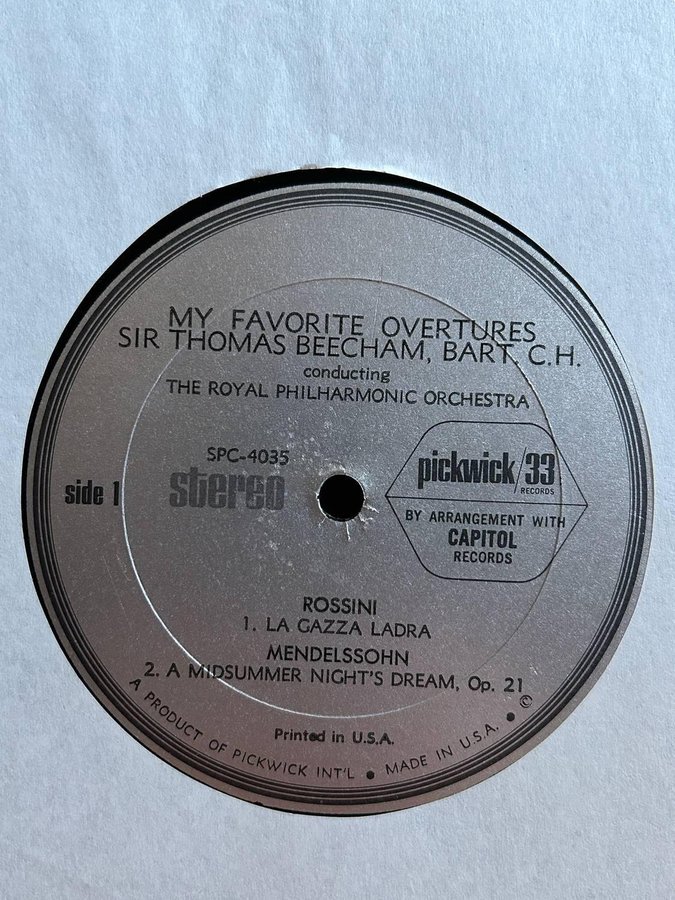 MY FAVORITE OVERTURES
SIR THOMAS BEECHAM, BART. C.H.
conducting
THE ROYAL PHILHARMONIC ORCHESTRA
SPC-4035
side 1
stereo
pickwick/33
RECORDS
BY ARRANGEMENT WITH
CAPITOL
RECORDS
ROSSINI
1. LA GAZZA LADRA
MENDELSSOHN
2. A MIDSUMMER NIGHT'S DREAM, Op. 21
Printed in U.S.A.
A PRODUCT OF PICKWICK INT'L ● MADE IN U.S.A. ● ©